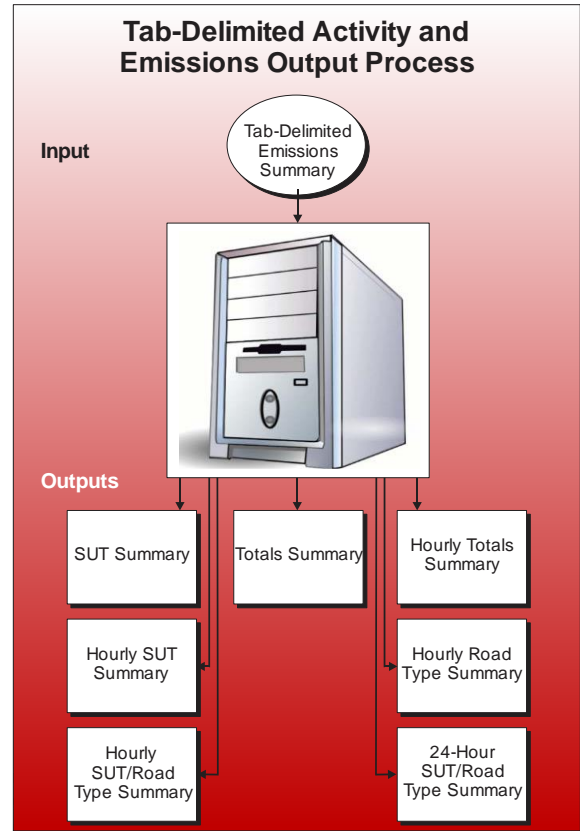 Tab-Delimited Activity and
Emissions Output Process
Input
Tab-Delimited
Emissions
Summary
Outputs
SUT Summary
Totals Summary
Hourly Totals
Summary
Hourly SUT
Summary
Hourly Road
Type Summary
Hourly
SUT/Road
Type Summary
24-Hour
SUT/Road
Type Summary